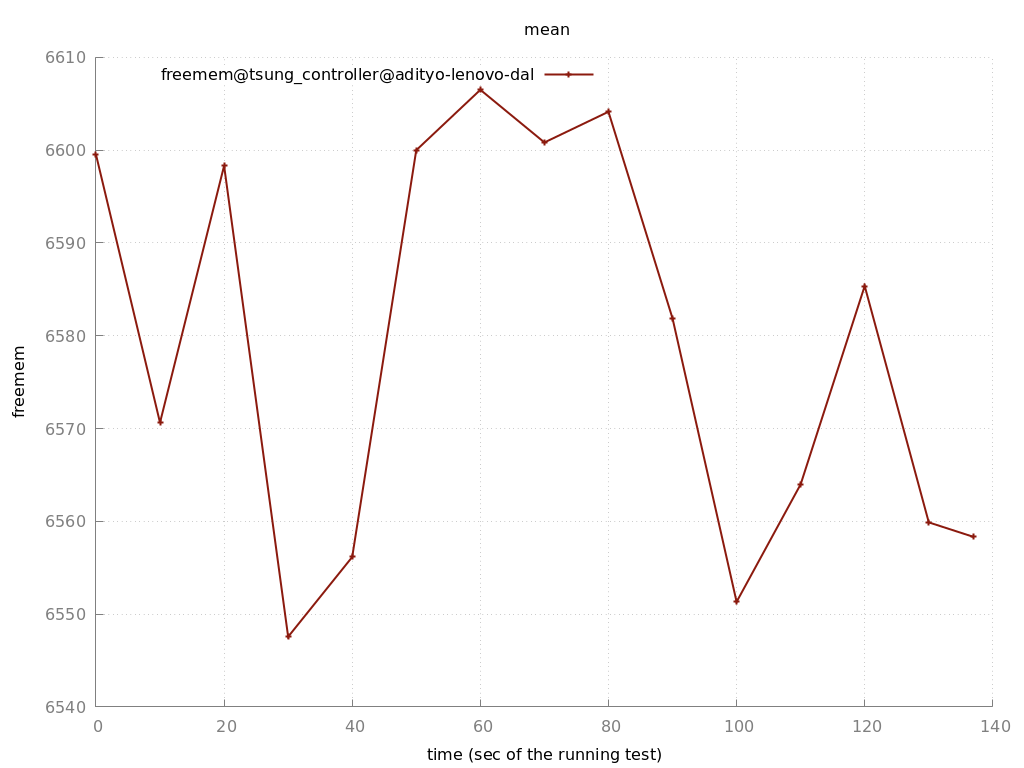 mean
freemem@tsung_controller@adityo-lenovo-dal
6610
6600
6590
6580
6570
6560
6550
6540
freemem
0 20 40 60 80 100 120 140
time (sec of the running test)